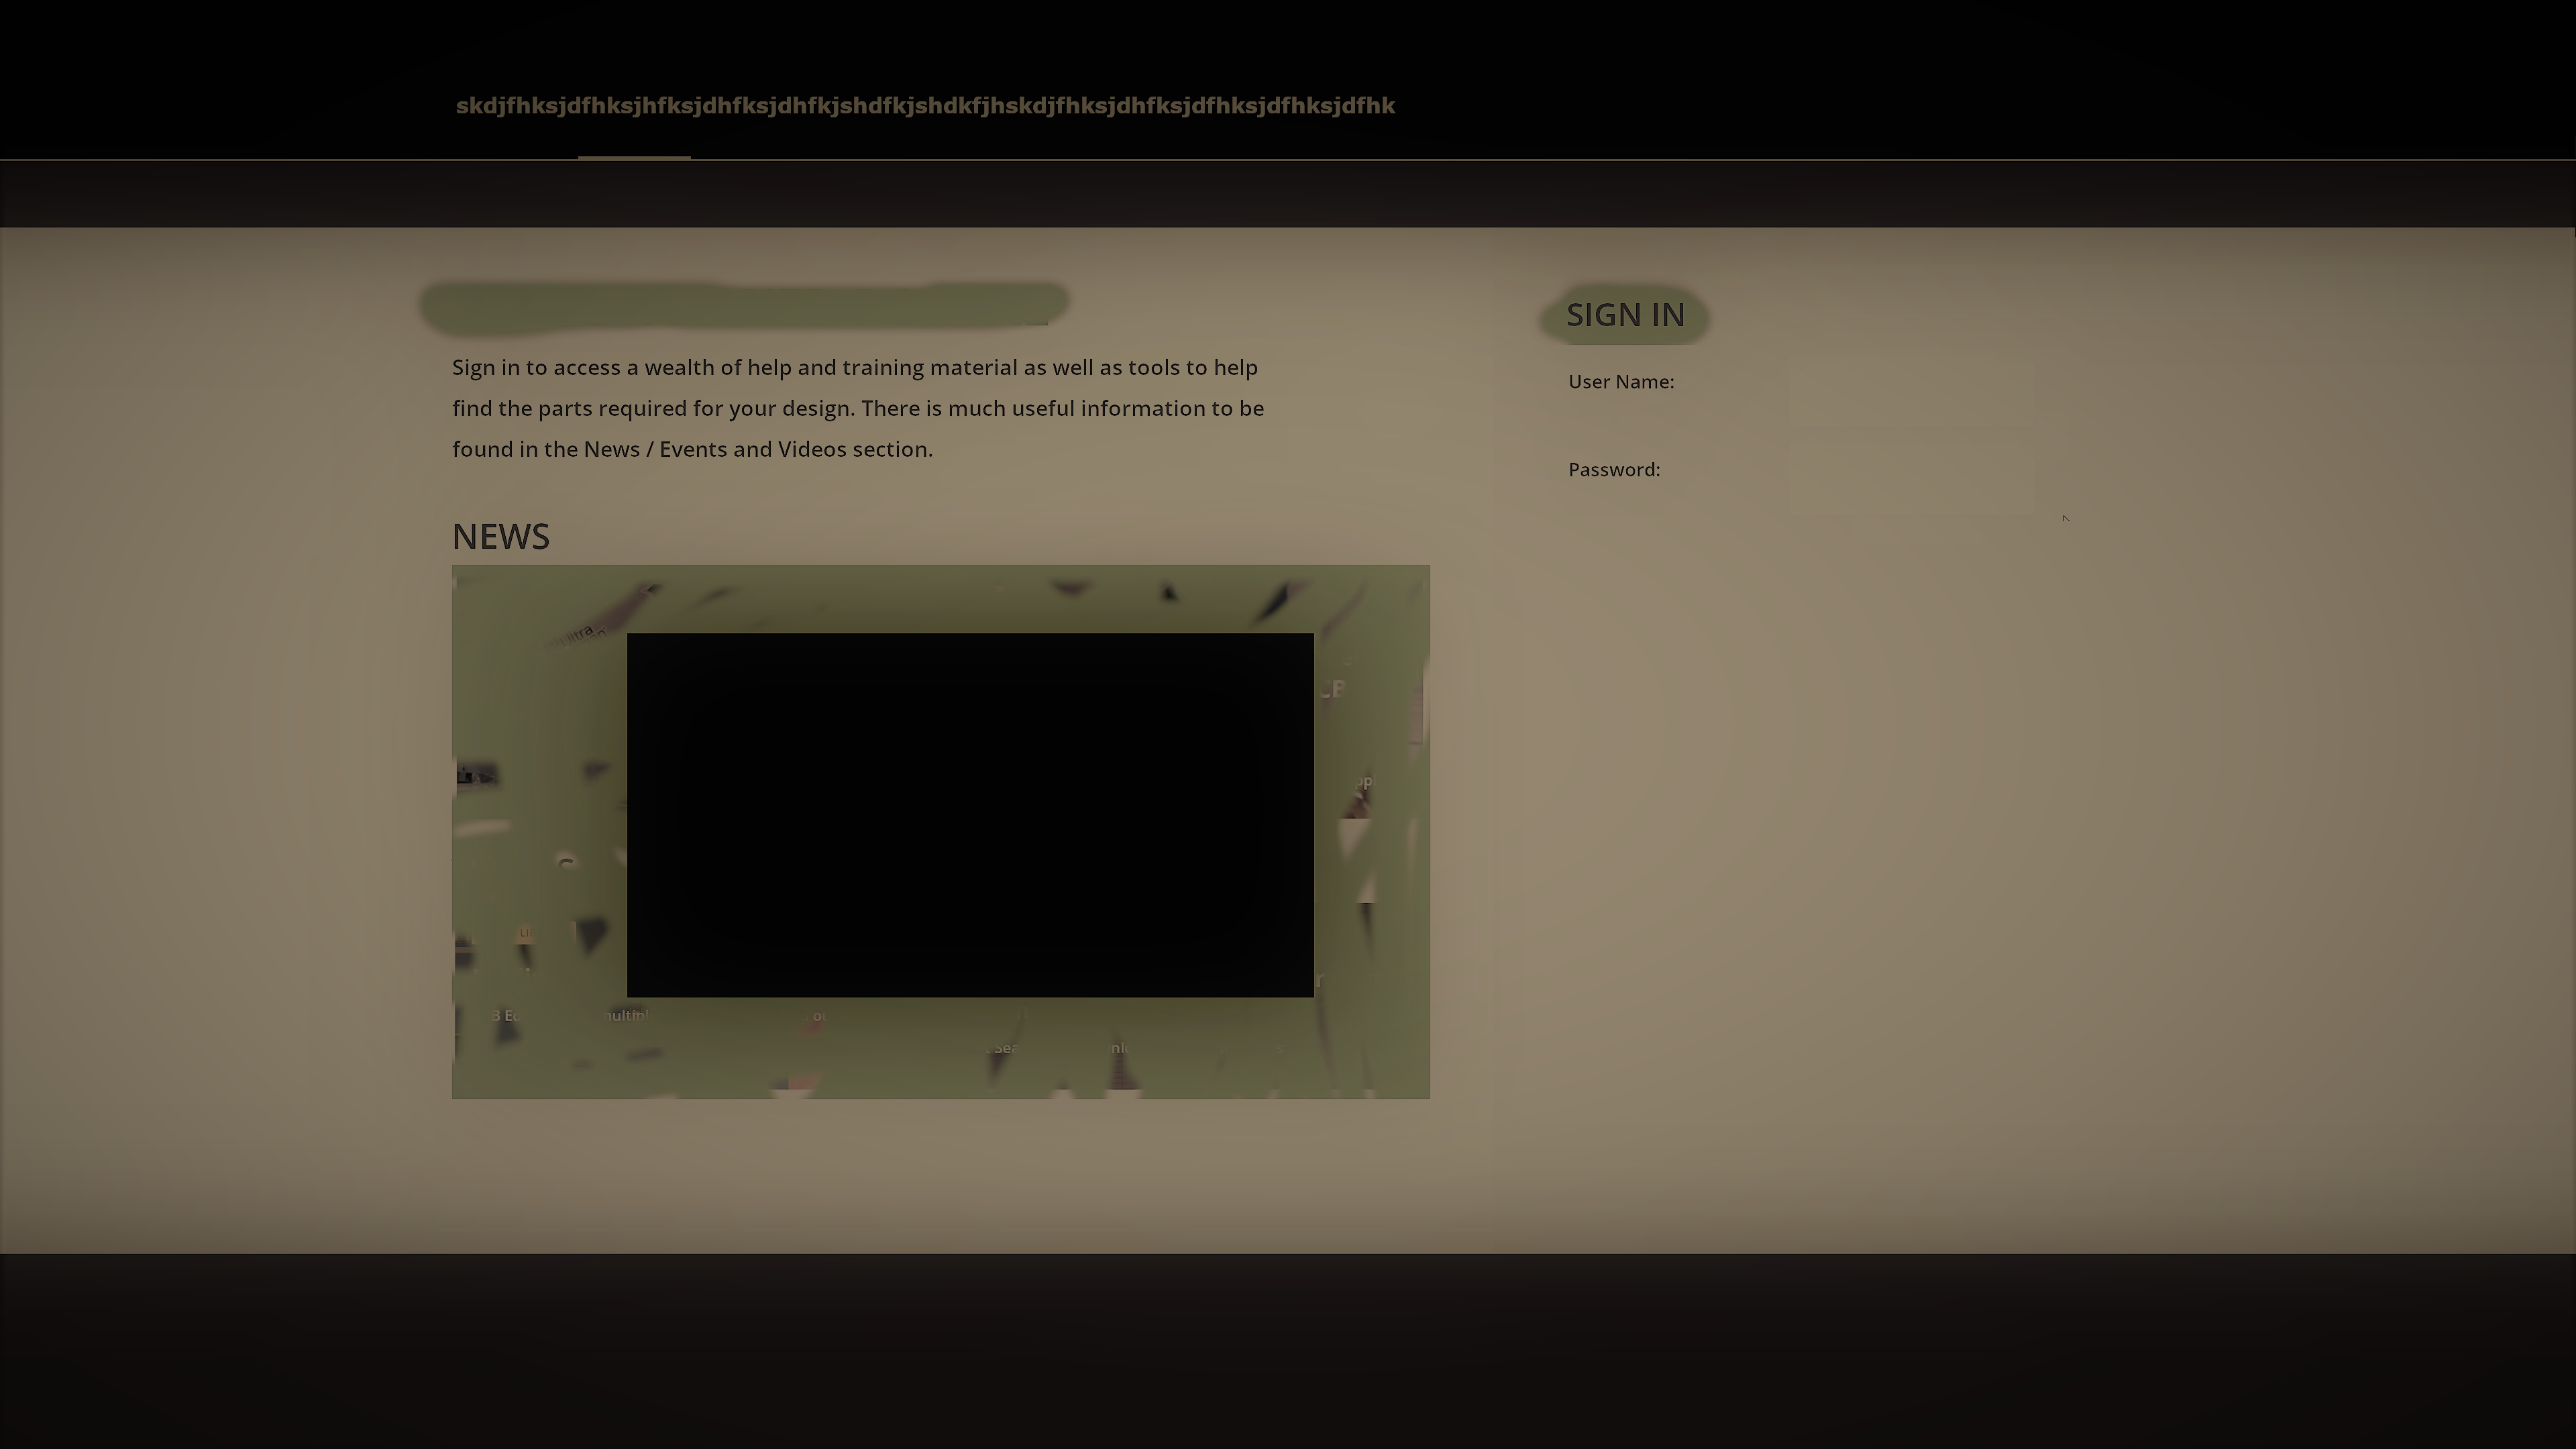 skdjfhksjdfhksjhfksjdhfksjdhfkjshdfkjshdkfjhskdjfhksjdhfksjdfhksjdfhksjdfhk
SIGN IN
Sign in to access a wealth of help and training material as well as tools to help
find the parts required for your design. There is much useful information to be
found in the News / Events and Videos section.
User Name:
Password:
NEWS